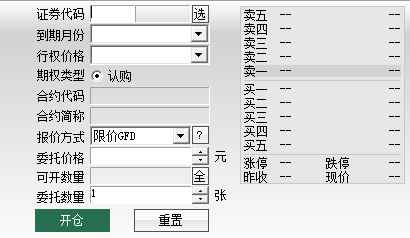 证券代码 选
到期月份
行权价格
期权类型 认购
合约代码
合约简称
报价方式 限价GFD ?
委托价格 元
可开数量 全
委托数量 1 张
开仓 重置
卖五 -- --
卖四 -- --
卖三 -- --
卖二 -- --
卖一 -- --
买一 -- --
买二 -- --
买三 -- --
买四 -- --
买五 -- --
涨停 -- 跌停 --
昨收 -- 现价 --